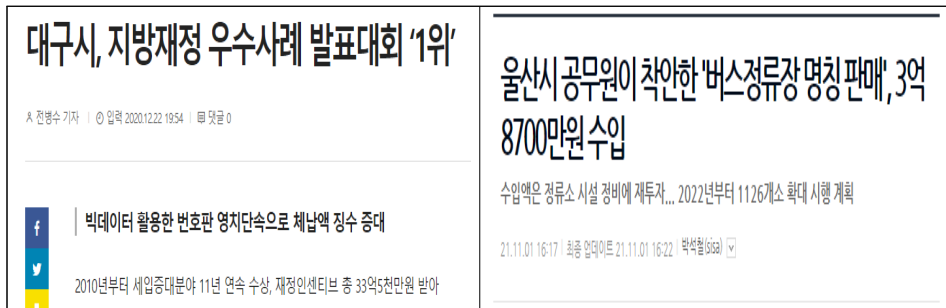 대구시, 지방재정 우수사례 발표대회 ‘1위’
전병수 기자 | 입력 2020.12.22 19:54 | 댓글 0
빅데이터 활용한 번호판 영치단속으로 체납액 징수 증대
2010년부터 세입증대분야 11년 연속 수상, 재정인센티브 총 33억5천만원 받아
울산시 공무원이 착안한 '버스정류장 명칭 판매', 3억
8700만원 수입
수입액은 정류소 시설 정비에 재투자... 2022년부터 1126개소 확대 시행 계획
21.11.01 16:17 | 최종 업데이트 21.11.01 16:22 | 박석철(sisa)